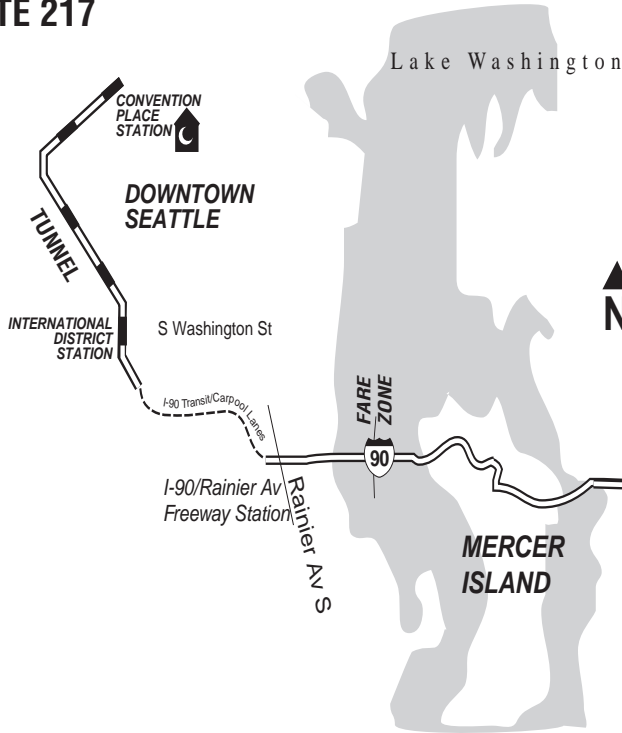 TE 217
Lake Washington
CONVENTION
PLACE
STATION
DOWNTOWN
SEATTLE
TUNNEL
INTERNATIONAL
DISTRICT
STATION
S Washington St
N
FARE
ZONE
I-90 Transit/Carpool Lanes
90
I-90/Rainier Av
Freeway Station
Rainier Av S
MERCER
ISLAND